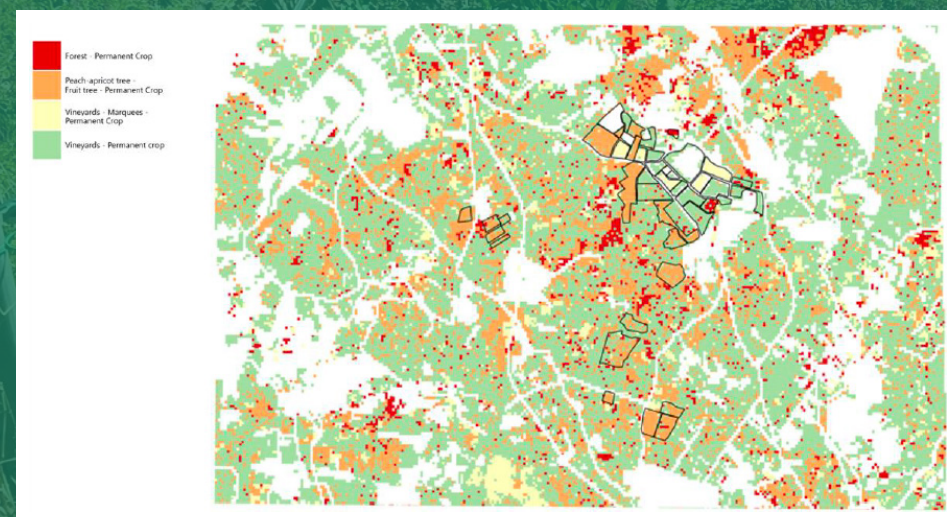 Forest - Permanent Crop
Peach-apricot tree -
Fruit tree - Permanent Crop
Vineyards - Marquees -
Permanent Crop
Vineyards - Permanent crop